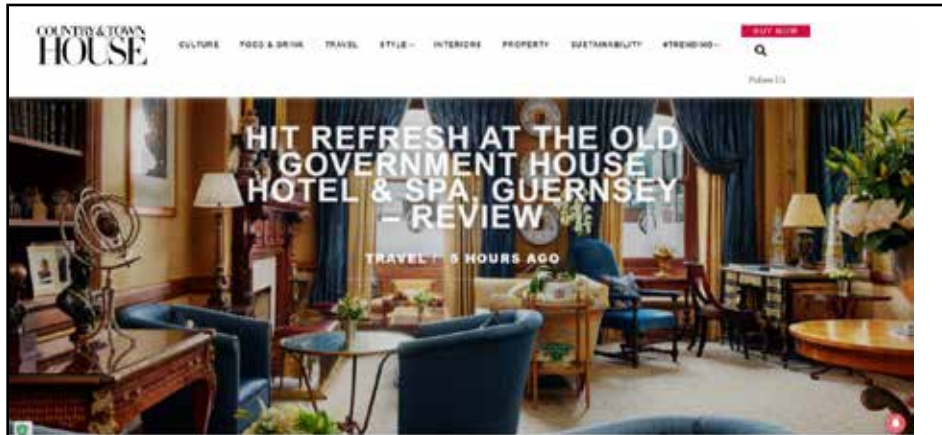 COUNTRY & TOWN
HOUSE
CULTURE FOOD & DRINK TRAVEL STYLE INTERIORS PROPERTY SUSTAINABILITY #TRENDING
BUY NOW
Follow Us
HIT REFRESH AT THE OLD
GOVERNMENT HOUSE
HOTEL & SPA, GUERNSEY
– REVIEW
TRAVEL | 5 HOURS AGO